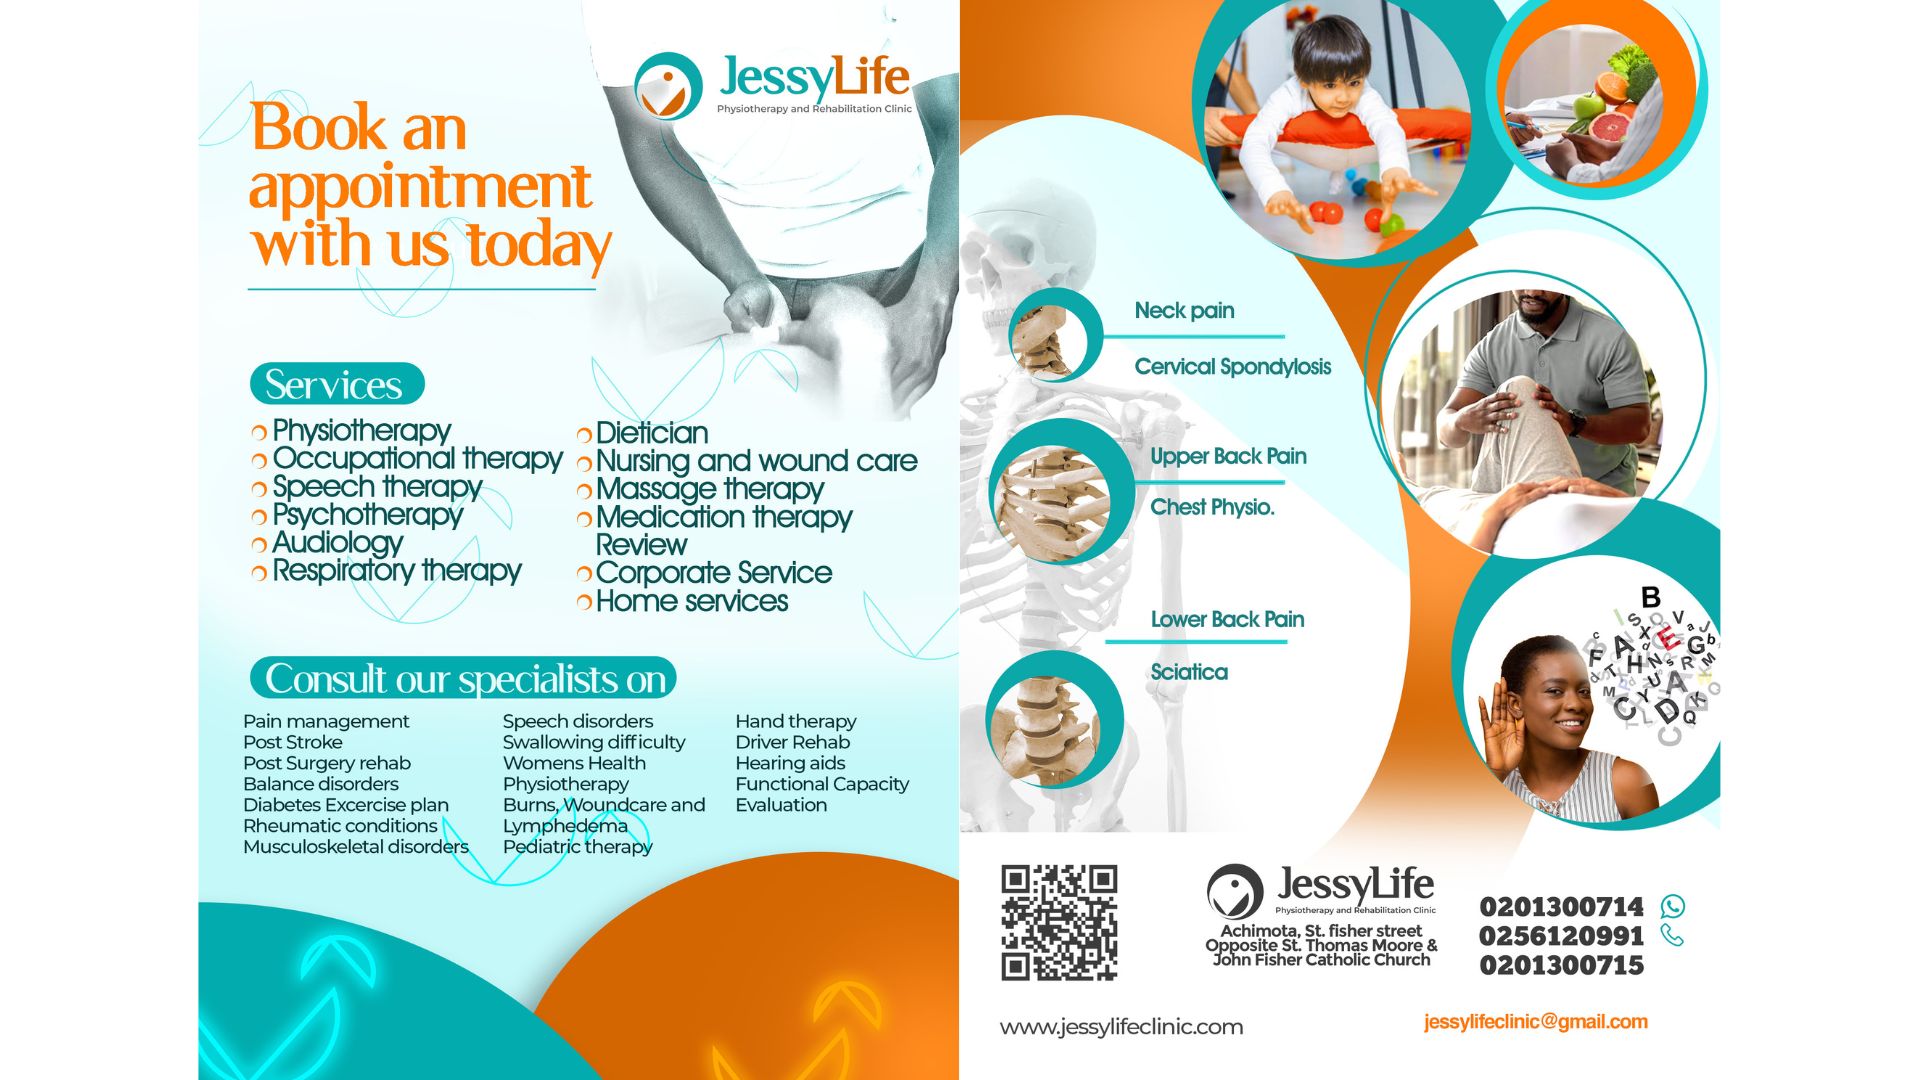 JessyLife
Physiotherapy and Rehabilitation Clinic
Book an
appointment
with us today
Services
Physiotherapy
Occupational therapy
Speech therapy
Psychotherapy
Audiology
Respiratory therapy
Dietician
Nursing and wound care
Massage therapy
Medication therapy
Review
Corporate Service
Home services
Consult our specialists on
Pain management
Post Stroke
Post Surgery rehab
Balance disorders
Diabetes Excercise plan
Rheumatic conditions
Musculoskeletal disorders
Speech disorders
Swallowing difficulty
Womens Health
Physiotherapy
Burns, Woundcare and
Lymphedema
Pediatric therapy
Hand therapy
Driver Rehab
Hearing aids
Functional Capacity
Evaluation
Neck pain
Cervical Spondylosis
Upper Back Pain
Chest Physio.
Lower Back Pain
Sciatica
JessyLife
Physiotherapy and Rehabilitation Clinic
Achimota, St. fisher street
Opposite St. Thomas Moore &
John Fisher Catholic Church
0201300714
0256120991
0201300715
www.jessylifeclinic.com
jessylifeclinic@gmail.com